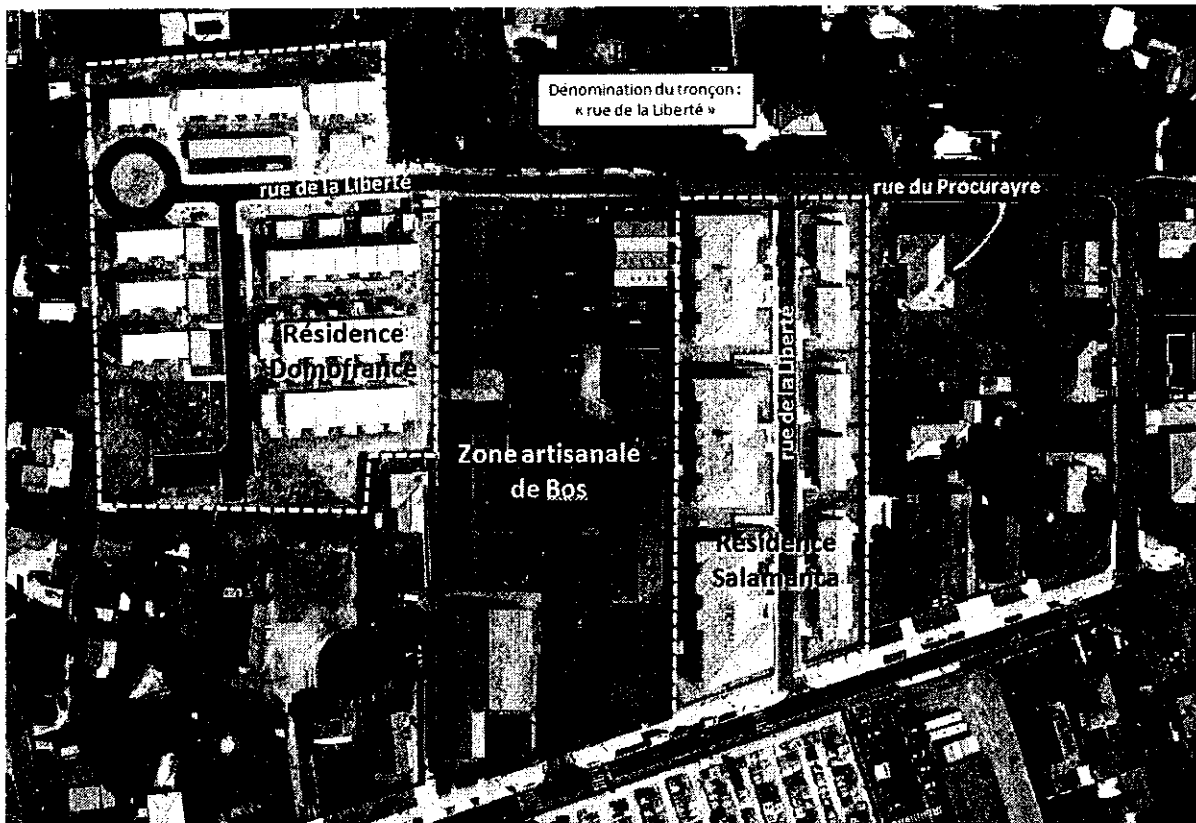 Dénomination du tronçon :
« rue de la Liberté »
rue de la Liberté
rue du Procurayre
Résidence
Domofrance
rue de la Liberté
Zone artisanale
de Bos
Résidence
Salamanca